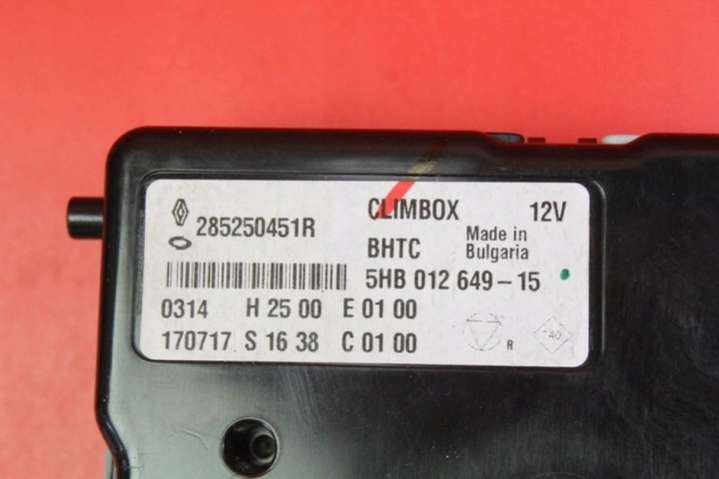 285250451R
CLIMBOX 12V
BHTC Made in
Bulgaria
5HB 012 649-15
0314 H 25 00 E 01 00
170717 S 16 38 C 01 00
R
40